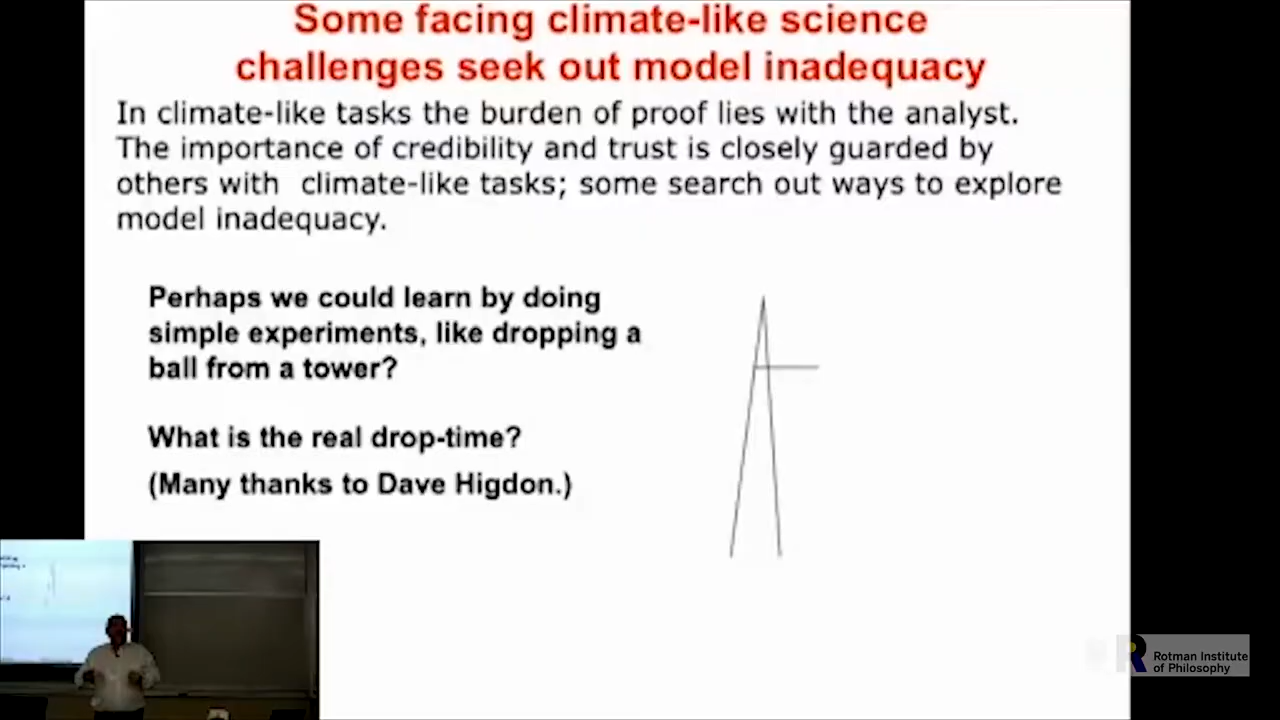 Some facing climate-like science
challenges seek out model inadequacy
In climate-like tasks the burden of proof lies with the analyst.
The importance of credibility and trust is closely guarded by
others with climate-like tasks; some search out ways to explore
model inadequacy.
Perhaps we could learn by doing
simple experiments, like dropping a
ball from a tower?
What is the real drop-time?
(Many thanks to Dave Higdon.)
Rotman Institute
of Philosophy